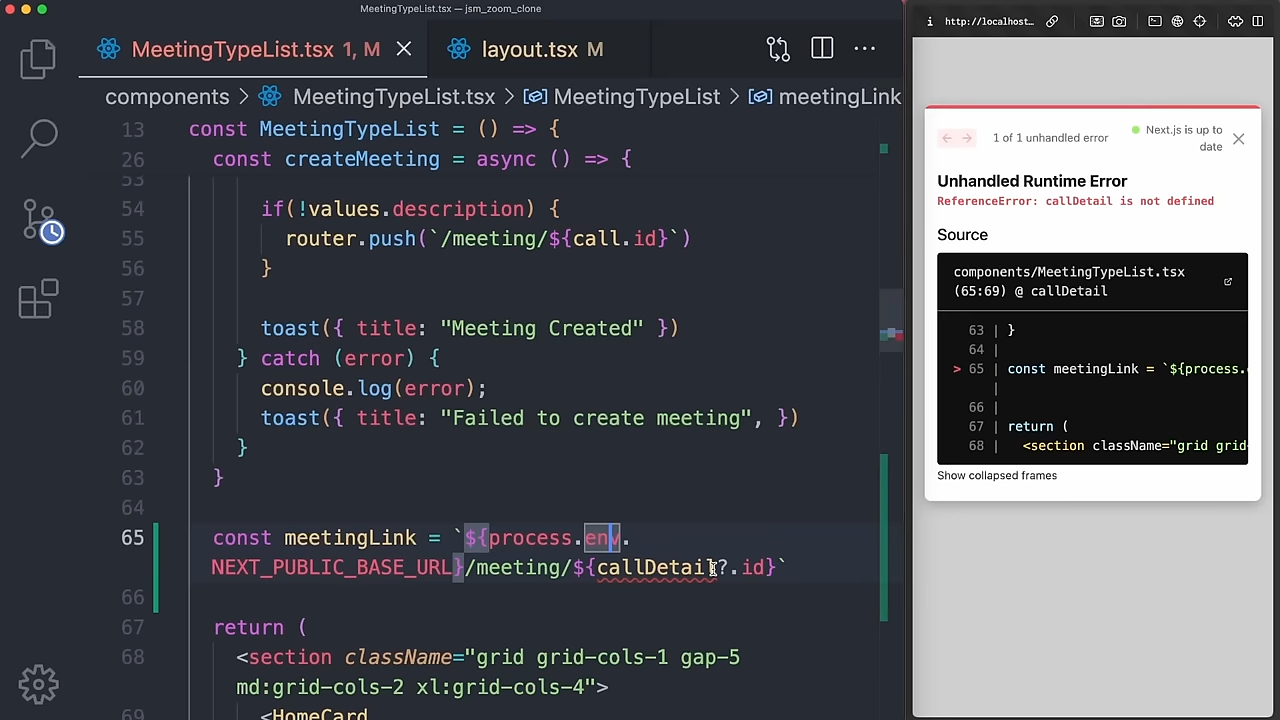 MeetingTypeList.tsx — jsm_zoom_clone
MeetingTypeList.tsx 1, M
layout.tsx M
components > MeetingTypeList.tsx > MeetingTypeList > meetingLink
13 const MeetingTypeList = () => {
26 const createMeeting = async () => {
53
54 if(!values.description) {
55 router.push(`/meeting/${call.id}`)
56 }
57
58 toast({ title: "Meeting Created" })
59 } catch (error) {
60 console.log(error);
61 toast({ title: "Failed to create meeting", })
62 }
63 }
64
65 const meetingLink = `${process.env.
NEXT_PUBLIC_BASE_URL}/meeting/${callDetail?.id}`
66
67 return (
68 <section className="grid grid-cols-1 gap-5
md:grid-cols-2 xl:grid-cols-4">
69 <HomeCard
http://localhost…
1 of 1 unhandled error
Next.js is up to
date
Unhandled Runtime Error
ReferenceError: callDetail is not defined
Source
components/MeetingTypeList.tsx
(65:69) @ callDetail
63 | }
64 |
> 65 | const meetingLink = `${process.
|
66 |
67 | return (
68 | <section className="grid grid
Show collapsed frames